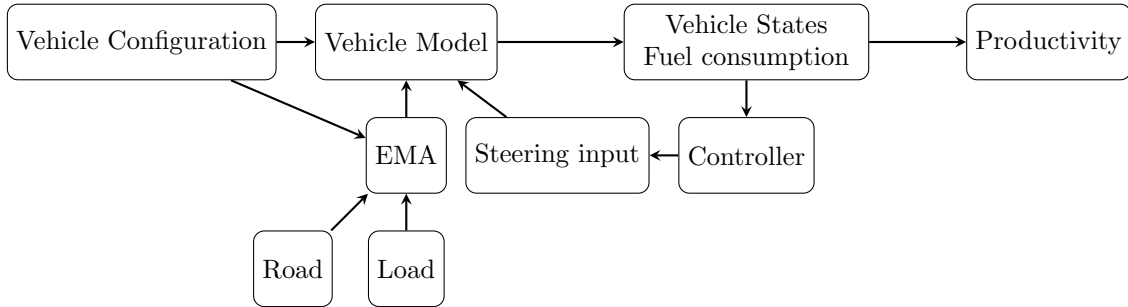 Vehicle Configuration
Vehicle Model
Vehicle States
Fuel consumption
Productivity
EMA
Steering input
Controller
Road
Load